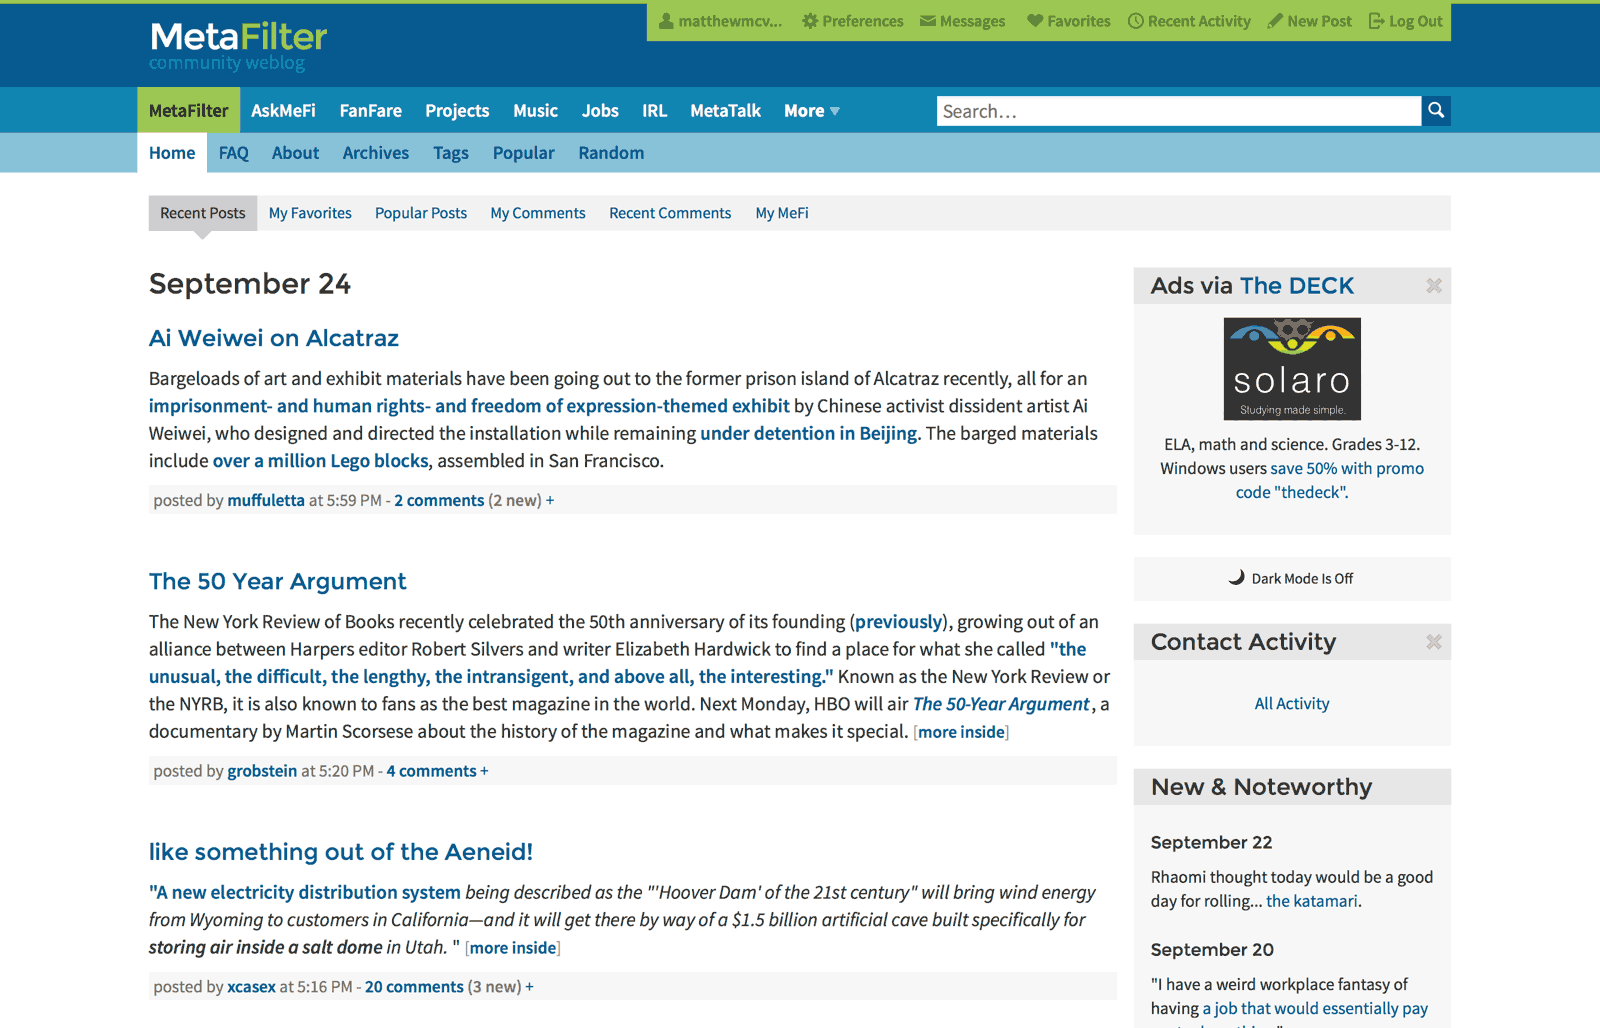 MetaFilter
community weblog
matthewmcv... Preferences Messages Favorites Recent Activity New Post Log Out
MetaFilter AskMeFi FanFare Projects Music Jobs IRL MetaTalk More
Search...
Home FAQ About Archives Tags Popular Random
Recent Posts My Favorites Popular Posts My Comments Recent Comments My MeFi
September 24
Ai Weiwei on Alcatraz
Bargeloads of art and exhibit materials have been going out to the former prison island of Alcatraz recently, all for an
imprisonment- and human rights- and freedom of expression-themed exhibit by Chinese activist dissident artist Ai
Weiwei, who designed and directed the installation while remaining under detention in Beijing. The barged materials
include over a million Lego blocks, assembled in San Francisco.
posted by muffuletta at 5:59 PM - 2 comments (2 new) +
The 50 Year Argument
The New York Review of Books recently celebrated the 50th anniversary of its founding (previously), growing out of an
alliance between Harpers editor Robert Silvers and writer Elizabeth Hardwick to find a place for what she called "the
unusual, the difficult, the lengthy, the intransigent, and above all, the interesting." Known as the New York Review or
the NYRB, it is also known to fans as the best magazine in the world. Next Monday, HBO will air The 50-Year Argument, a
documentary by Martin Scorsese about the history of the magazine and what makes it special. [more inside]
posted by grobstein at 5:20 PM - 4 comments +
like something out of the Aeneid!
"A new electricity distribution system being described as the "'Hoover Dam' of the 21st century" will bring wind energy
from Wyoming to customers in California—and it will get there by way of a $1.5 billion artificial cave built specifically for
storing air inside a salt dome in Utah. " [more inside]
posted by xcasex at 5:16 PM - 20 comments (3 new) +
Ads via The DECK
solaro
Studying made simple.
ELA, math and science. Grades 3-12.
Windows users save 50% with promo
code "thedeck".
Dark Mode Is Off
Contact Activity
All Activity
New & Noteworthy
September 22
Rhaomi thought today would be a good
day for rolling... the katamari.
September 20
"I have a weird workplace fantasy of
having a job that would essentially pay